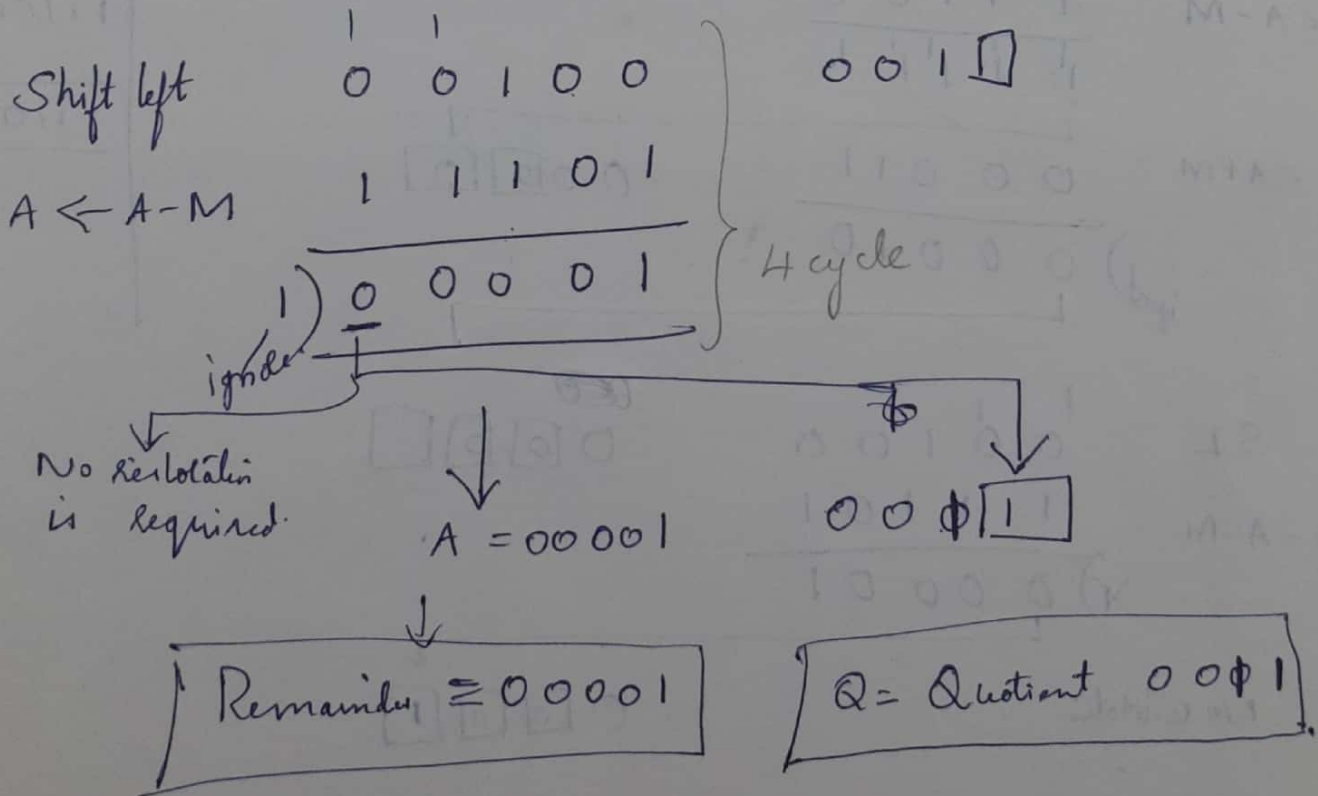 1 1
Shift left 0 0 1 0 0 0 0 1
A ← A-M 1 1 1 0 1
1) 0 0 0 0 1 4 cycle
ignore
No restoration
is required.
A = 00001 0 0 1 1
Remainder = 00001 Q = Quotient 0 0 1 1